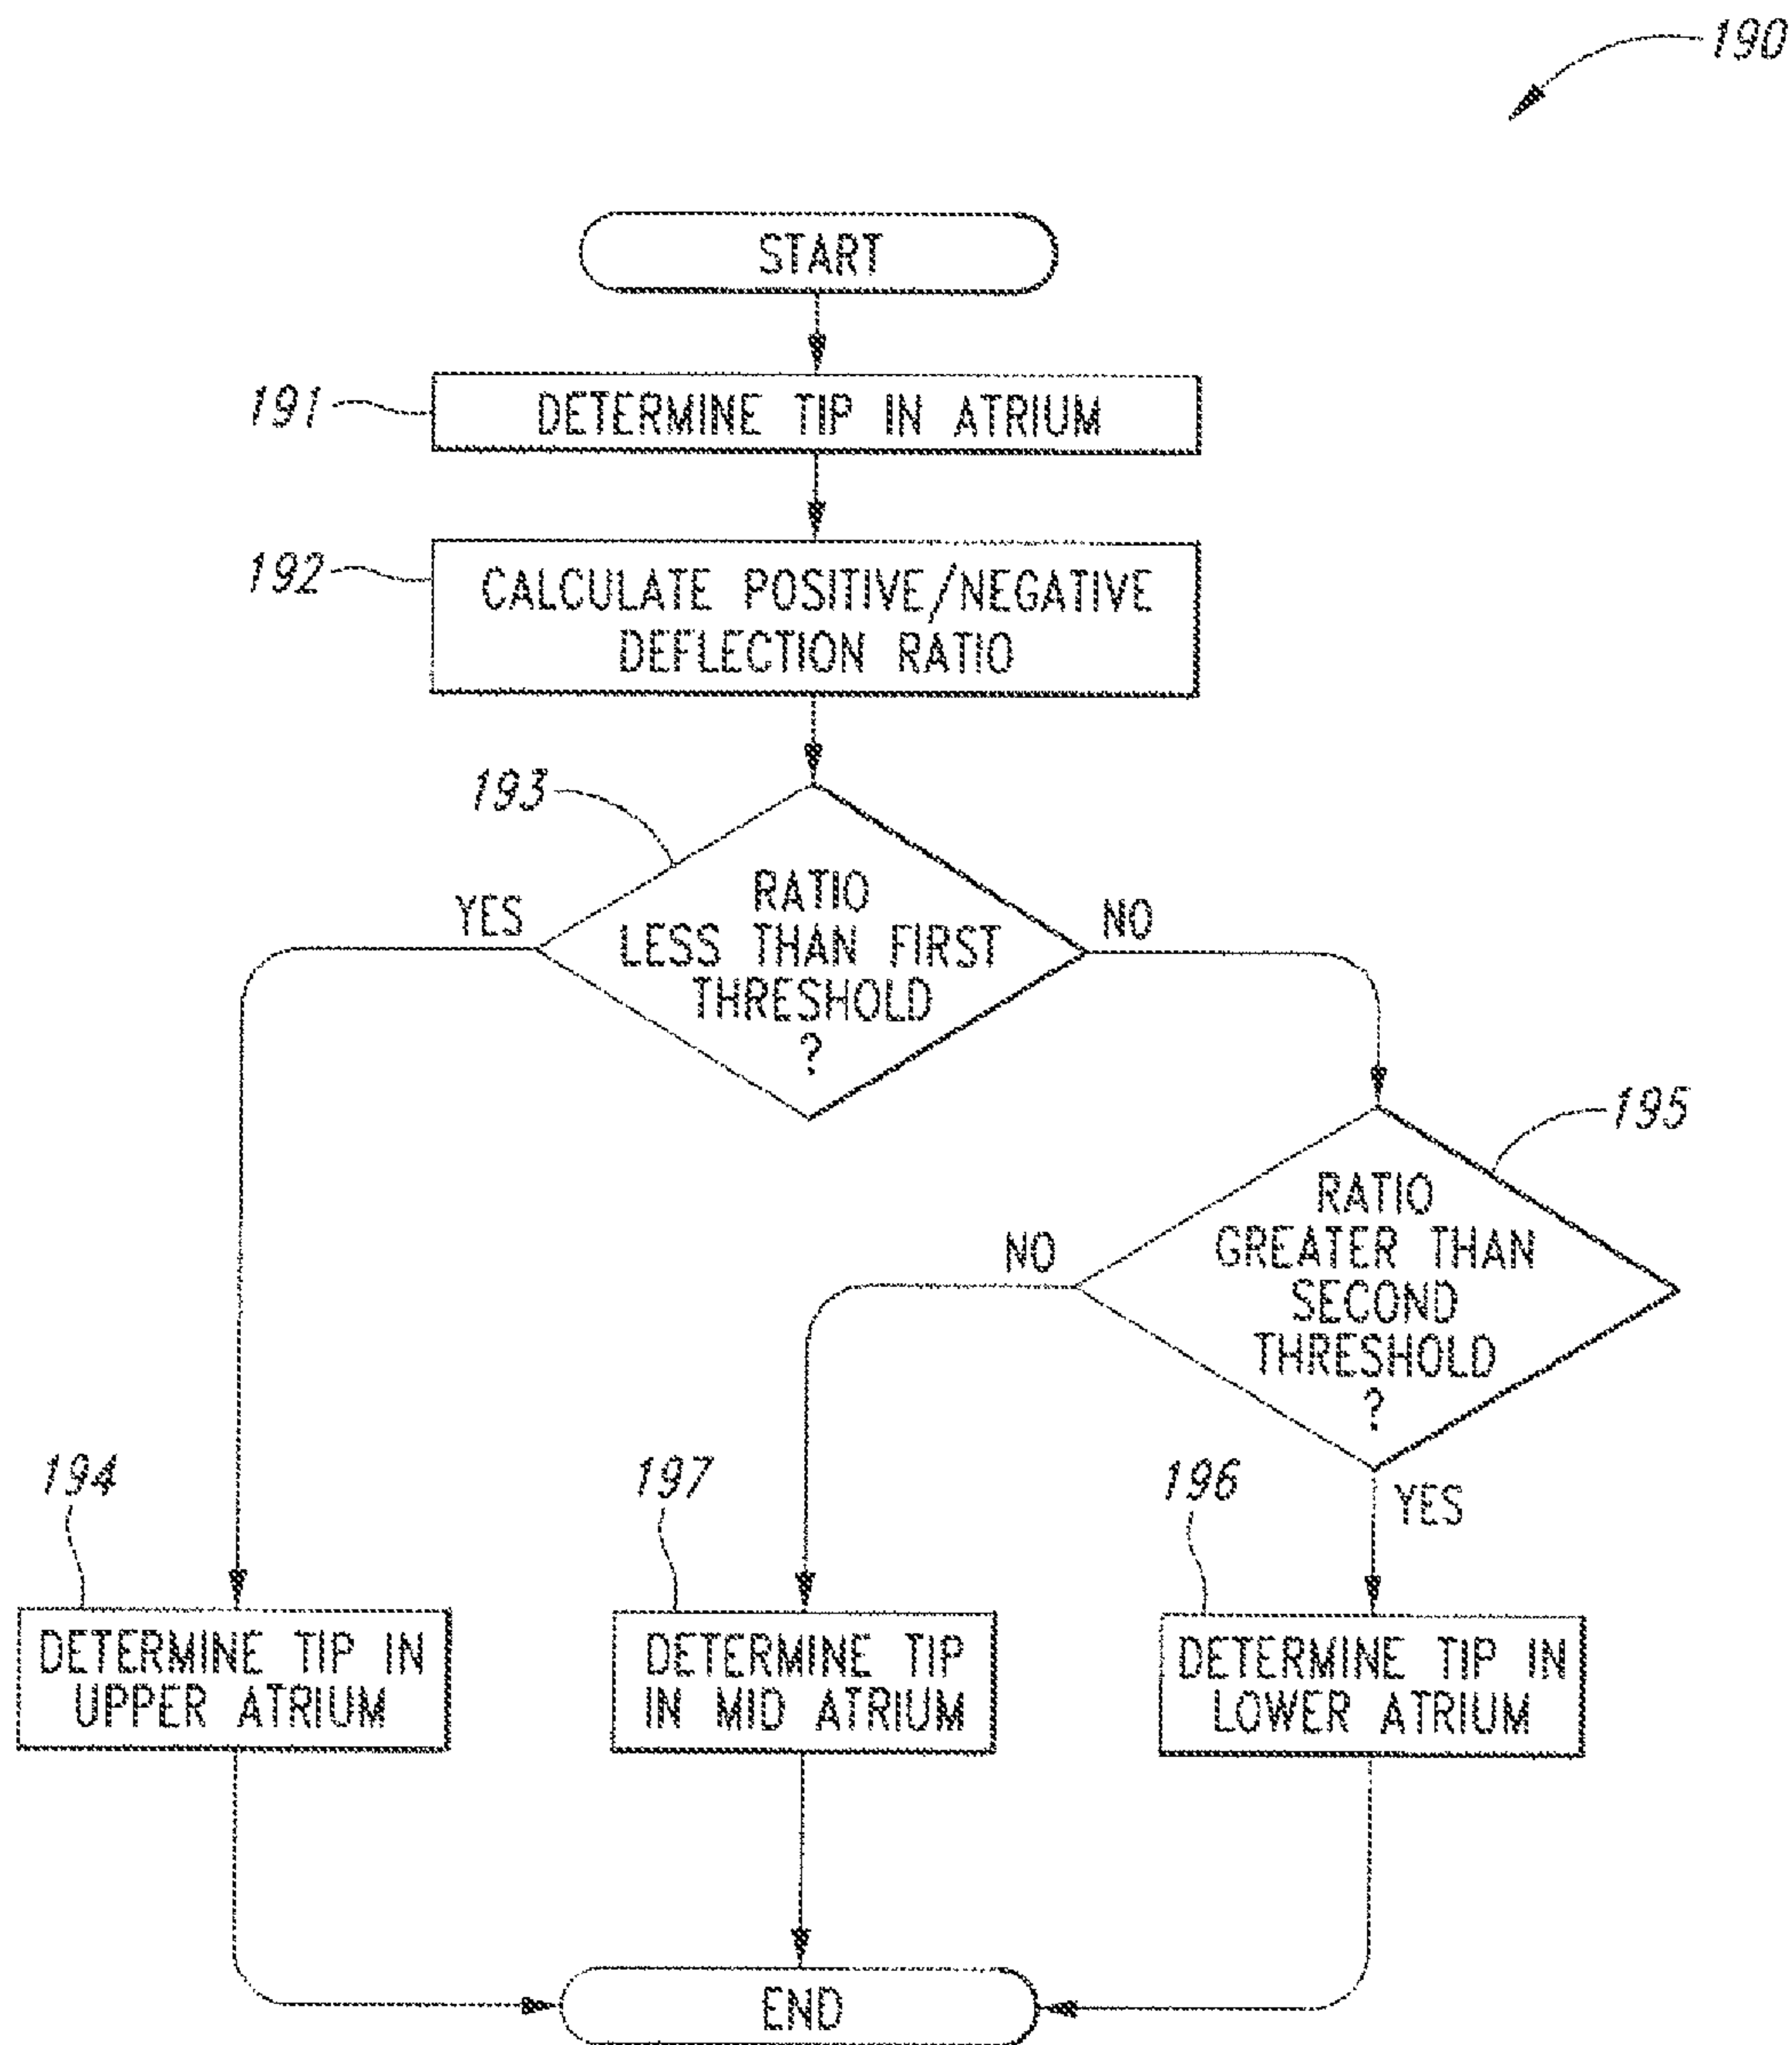 190
START
191
DETERMINE TIP IN ATRIUM
192
CALCULATE POSITIVE/NEGATIVE
DEFLECTION RATIO
193
YES
RATIO
LESS THAN FIRST
THRESHOLD
?
NO
195
NO
RATIO
GREATER THAN
SECOND
THRESHOLD
?
YES
194
197
196
DETERMINE TIP IN
UPPER ATRIUM
DETERMINE TIP
IN MID ATRIUM
DETERMINE TIP IN
LOWER ATRIUM
END